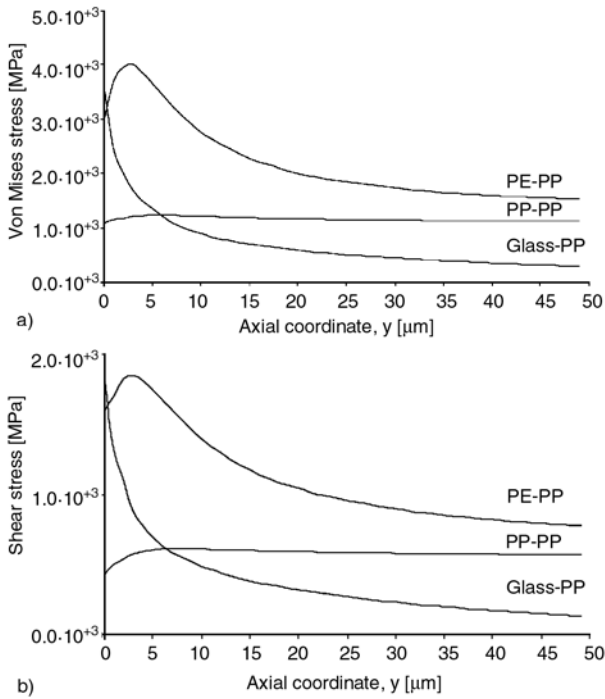 Von Mises stress [MPa]
5.0·10⁺³
4.0·10⁺³
3.0·10⁺³
2.0·10⁺³
1.0·10⁺³
0.0·10⁺³
PE-PP
PP-PP
Glass-PP
0 5 10 15 20 25 30 35 40 45 50
a)
Axial coordinate, y [μm]
Shear stress [MPa]
2.0·10⁺³
1.0·10⁺³
0.0·10⁺³
PE-PP
PP-PP
Glass-PP
0 5 10 15 20 25 30 35 40 45 50
b)
Axial coordinate, y [μm]